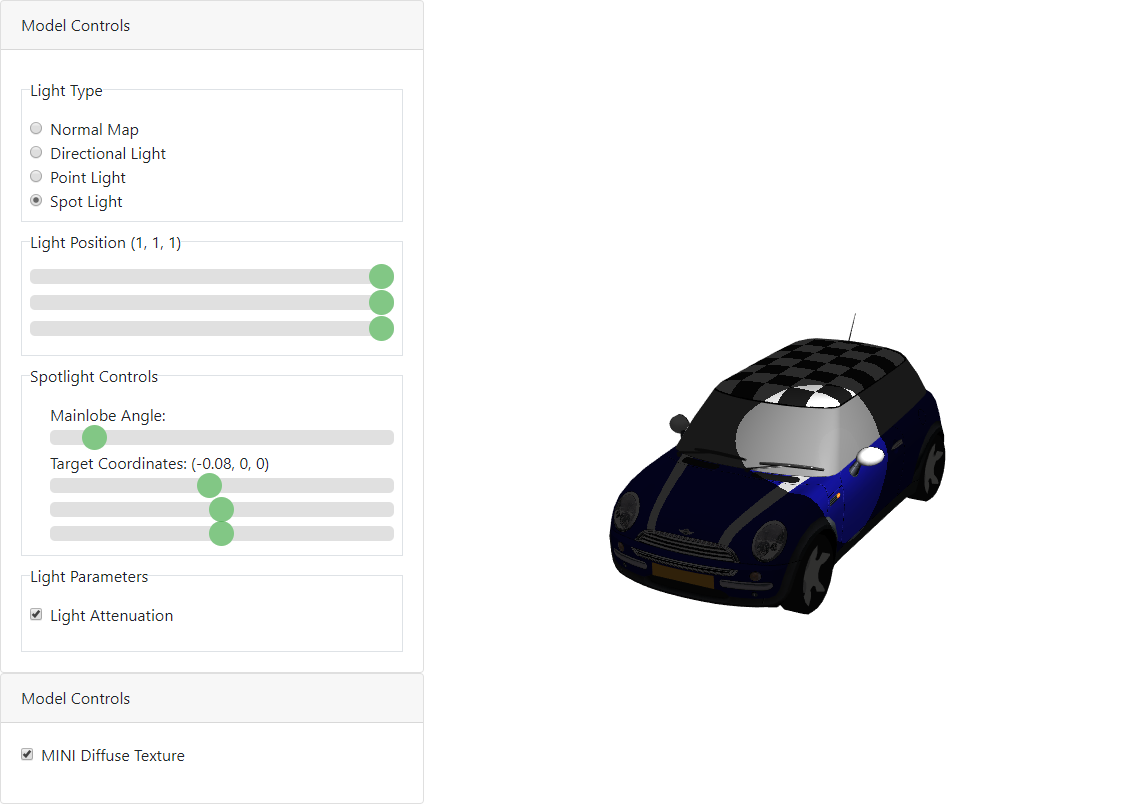 Model Controls
Light Type
Normal Map
Directional Light
Point Light
Spot Light
Light Position (1, 1, 1)
Spotlight Controls
Mainlobe Angle:
Target Coordinates: (-0.08, 0, 0)
Light Parameters
Light Attenuation
Model Controls
MINI Diffuse Texture